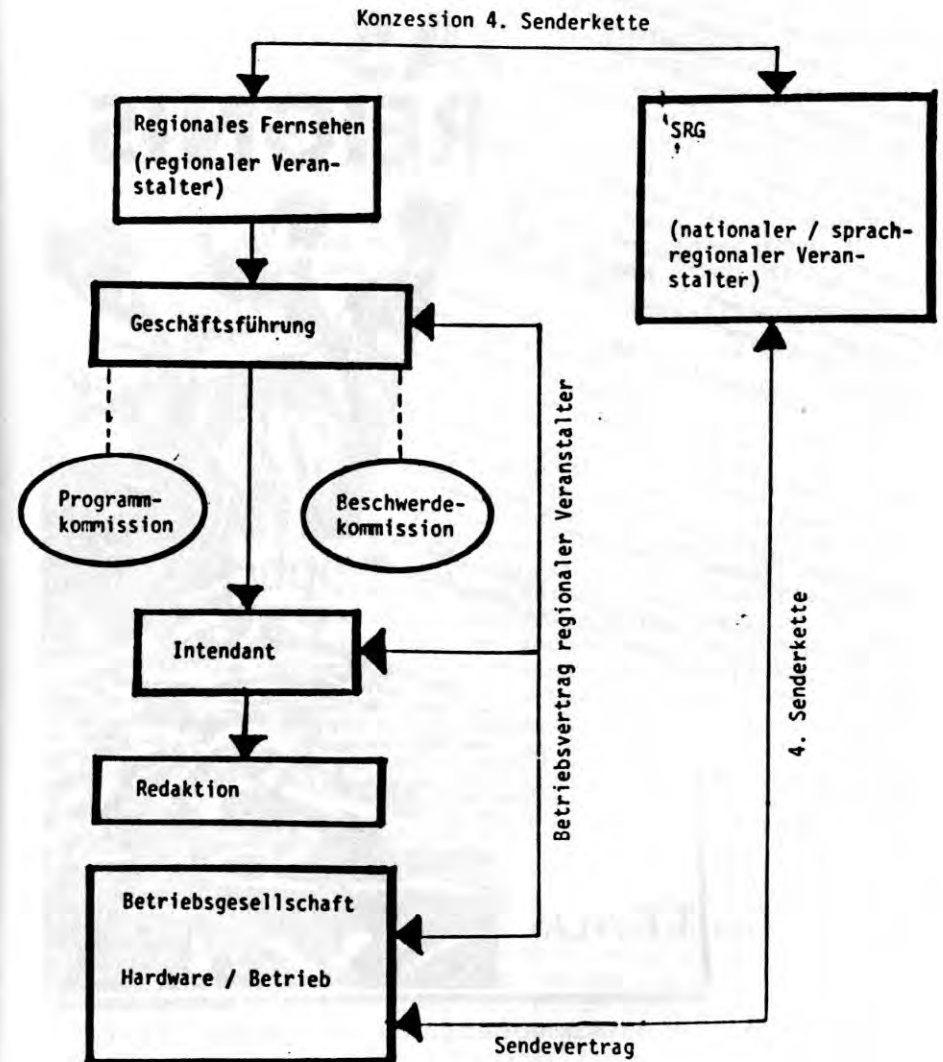 Konzession 4. Senderkette
Regionales Fernsehen
(regionaler Veran-
stalter)
SRG
(nationaler / sprach-
regionaler Veran-
stalter)
Geschäftsführung
Programm-
kommission
Beschwerde-
kommission
Betriebsvertrag regionaler Veranstalter
4. Senderkette
Intendant
Redaktion
Betriebsgesellschaft
Hardware / Betrieb
Sendevertrag